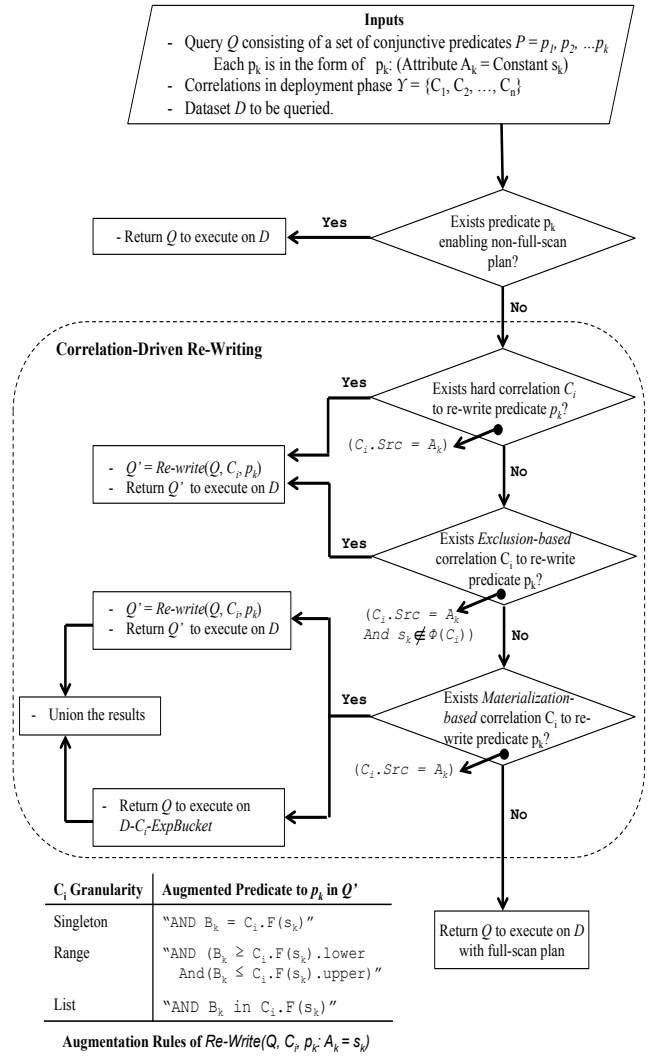 Inputs
- Query Q consisting of a set of conjunctive predicates P = p1, p2, ...pk
Each pk is in the form of pk: (Attribute Ak = Constant sk)
- Correlations in deployment phase ϒ = {C1, C2, …, Cn}
- Dataset D to be queried.
Exists predicate pk
enabling non-full-scan
plan?
Yes
- Return Q to execute on D
No
Correlation-Driven Re-Writing
Exists hard correlation Ci
to re-write predicate pk?
Yes
(Ci.Src = Ak)
- Q’ = Re-write(Q, Ci, pk)
- Return Q’ to execute on D
No
Exists Exclusion-based
correlation Ci to re-write
predicate pk?
Yes
(Ci.Src = Ak
And sk ∉ Φ(Ci))
- Q’ = Re-write(Q, Ci, pk)
- Return Q’ to execute on D
No
Exists Materialization-
based correlation Ci to re-
write predicate pk?
Yes
- Union the results
(Ci.Src = Ak)
- Return Q to execute on
D-Ci-ExpBucket
No
Return Q to execute on D
with full-scan plan
Ci Granularity Augmented Predicate to pk in Q’
Singleton “AND Bk = Ci.F(sk)”
Range “AND (Bk ≥ Ci.F(sk).lower
And(Bk ≤ Ci.F(sk).upper)”
List “AND Bk in Ci.F(sk)”
Augmentation Rules of Re-Write(Q, Ci, pk: Ak = sk)